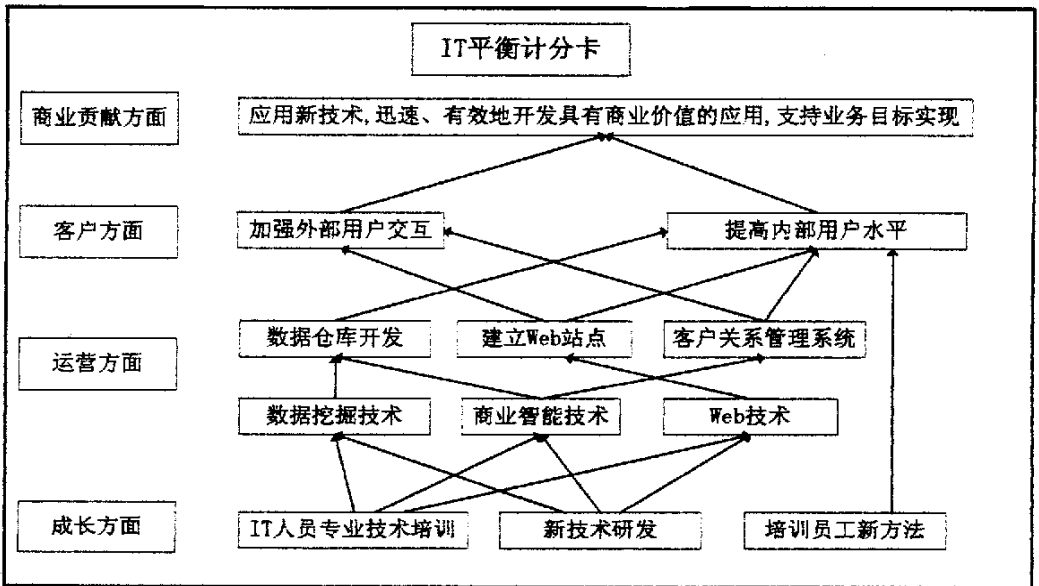 IT平衡计分卡
商业贡献方面
应用新技术,迅速、有效地开发具有商业价值的应用,支持业务目标实现
客户方面
加强外部用户交互
提高内部用户水平
运营方面
数据仓库开发
建立Web站点
客户关系管理系统
数据挖掘技术
商业智能技术
Web技术
成长方面
IT人员专业技术培训
新技术研发
培训员工新方法